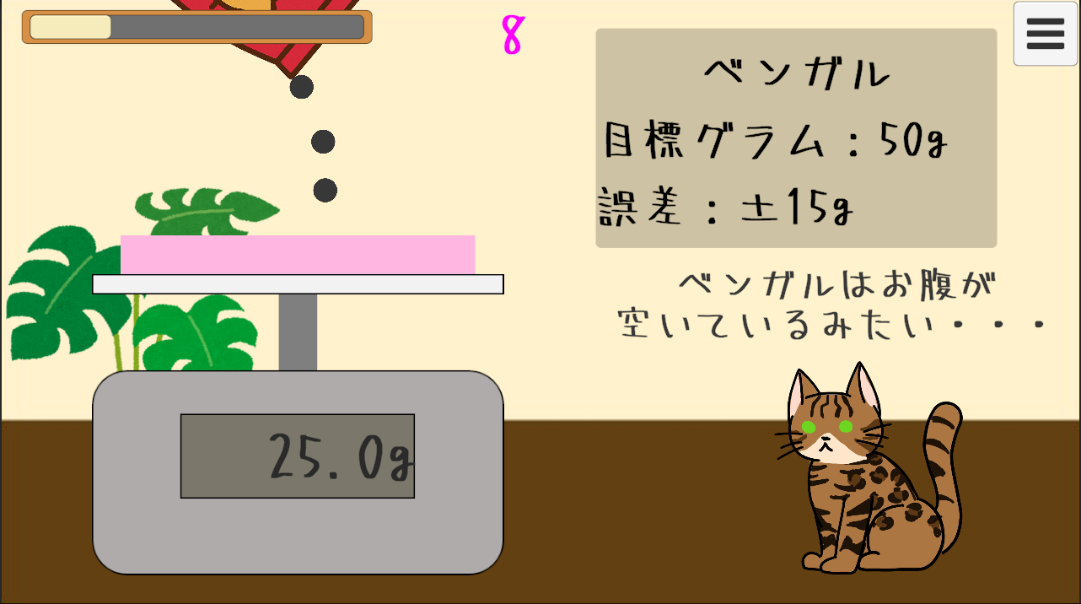 8
ベンガル
目標グラム：50g
誤差：±15g
ベンガルはお腹が
空いているみたい・・・
25.0g